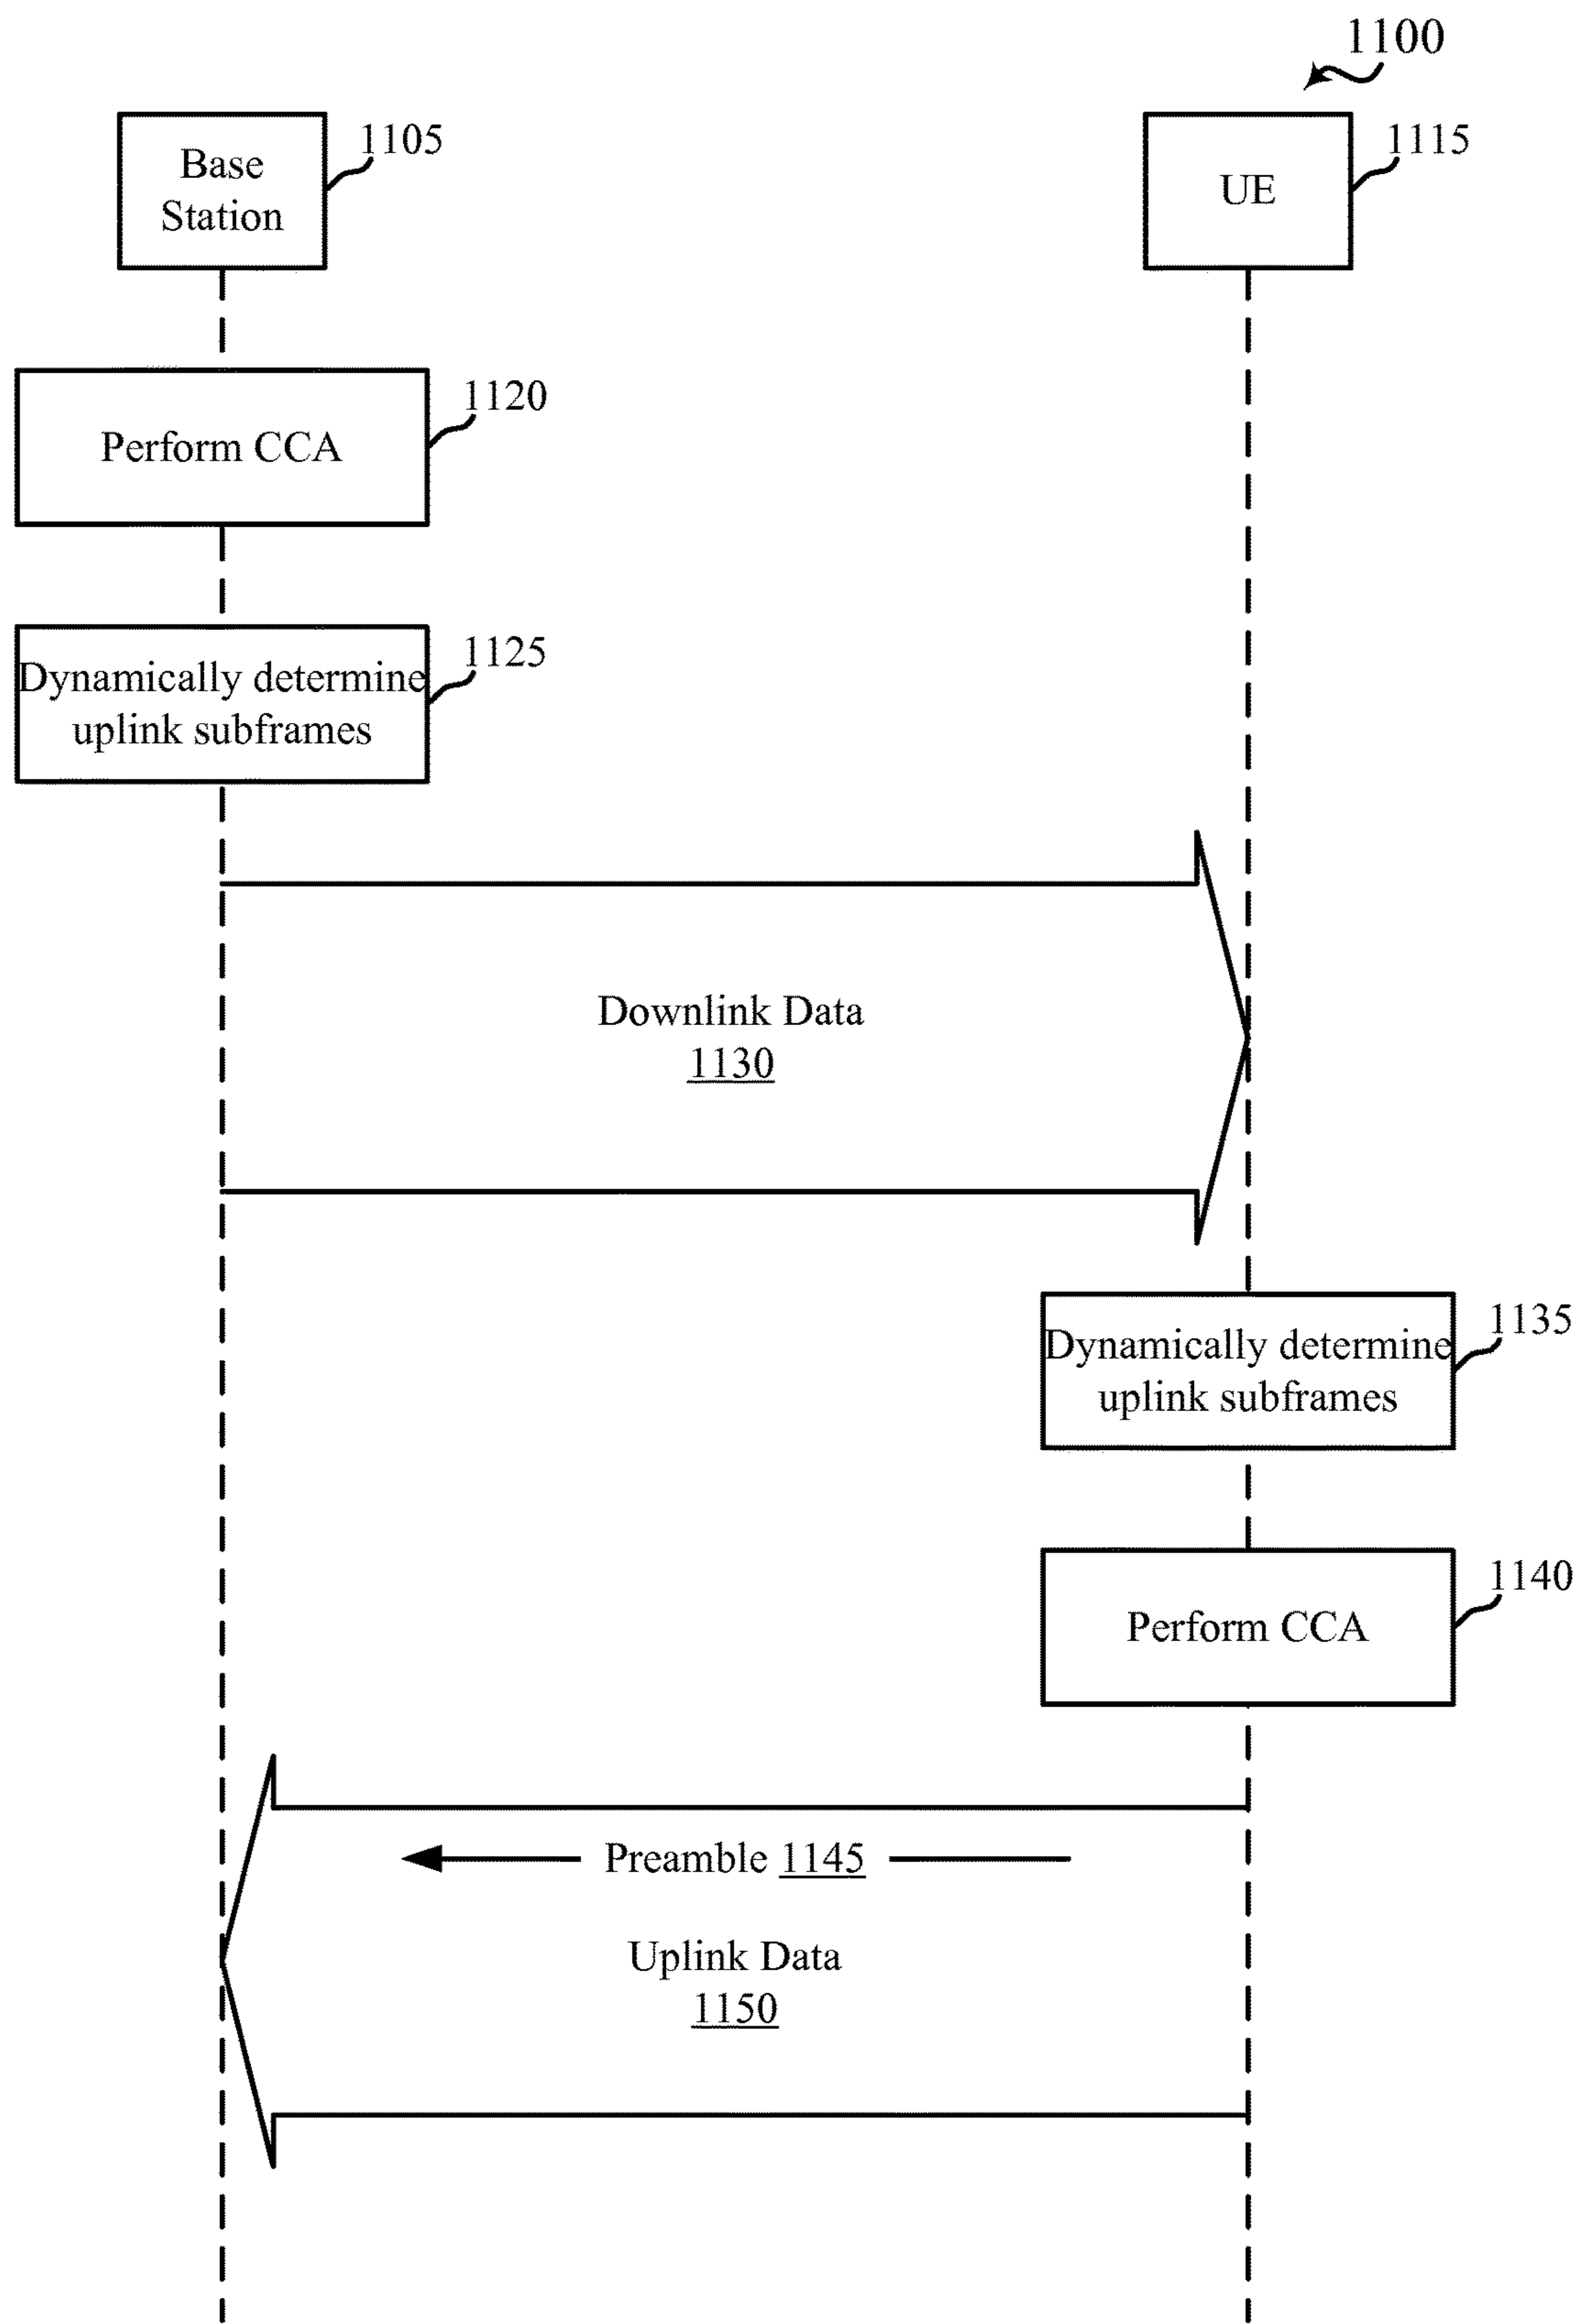 1100
Base
Station
1105
UE
1115
Perform CCA
1120
Dynamically determine
uplink subframes
1125
Downlink Data
1130
Dynamically determine
uplink subframes
1135
Perform CCA
1140
Preamble 1145
Uplink Data
1150